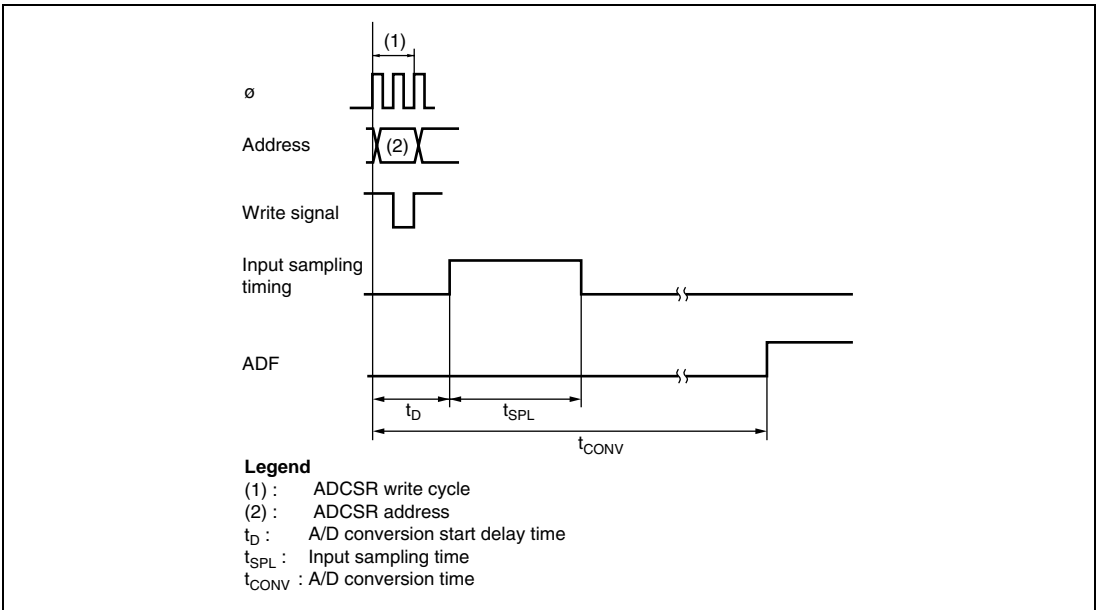 (1)
ø
Address
(2)
Write signal
Input sampling
timing
ADF
tD
tSPL
tCONV
Legend
(1) : ADCSR write cycle
(2) : ADCSR address
tD : A/D conversion start delay time
tSPL : Input sampling time
tCONV : A/D conversion time